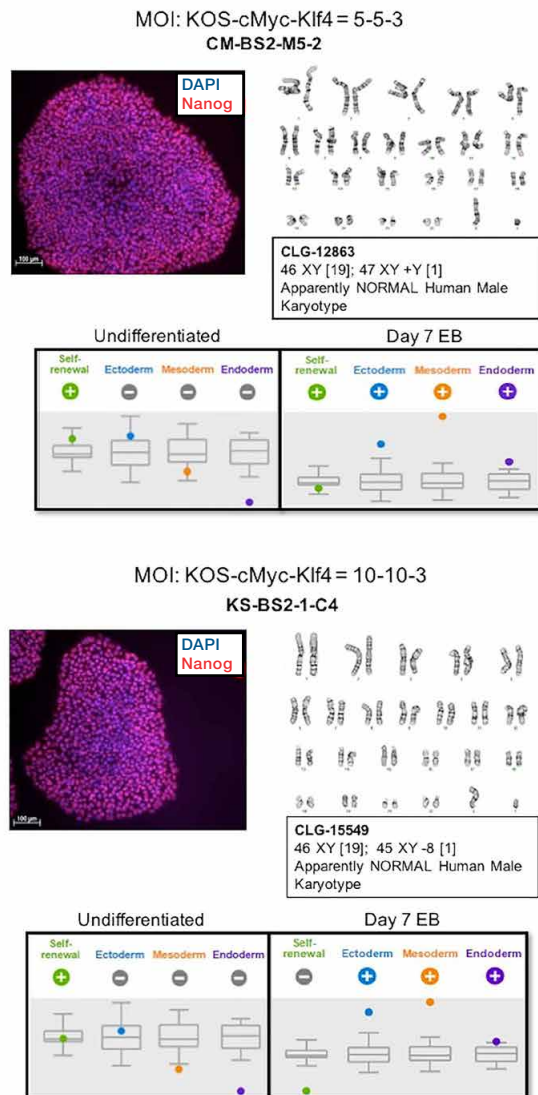 MOI: KOS-cMyc-Klf4 = 5-5-3
CM-BS2-M5-2
DAPI
Nanog
100 µm
CLG-12863
46 XY [19]; 47 XY +Y [1]
Apparently NORMAL Human Male
Karyotype
Undifferentiated
Day 7 EB
Self-
renewal
Ectoderm
Mesoderm
Endoderm
Self-
renewal
Ectoderm
Mesoderm
Endoderm
MOI: KOS-cMyc-Klf4 = 10-10-3
KS-BS2-1-C4
DAPI
Nanog
100 µm
CLG-15549
46 XY [19]; 45 XY -8 [1]
Apparently NORMAL Human Male
Karyotype
Undifferentiated
Day 7 EB
Self-
renewal
Ectoderm
Mesoderm
Endoderm
Self-
renewal
Ectoderm
Mesoderm
Endoderm